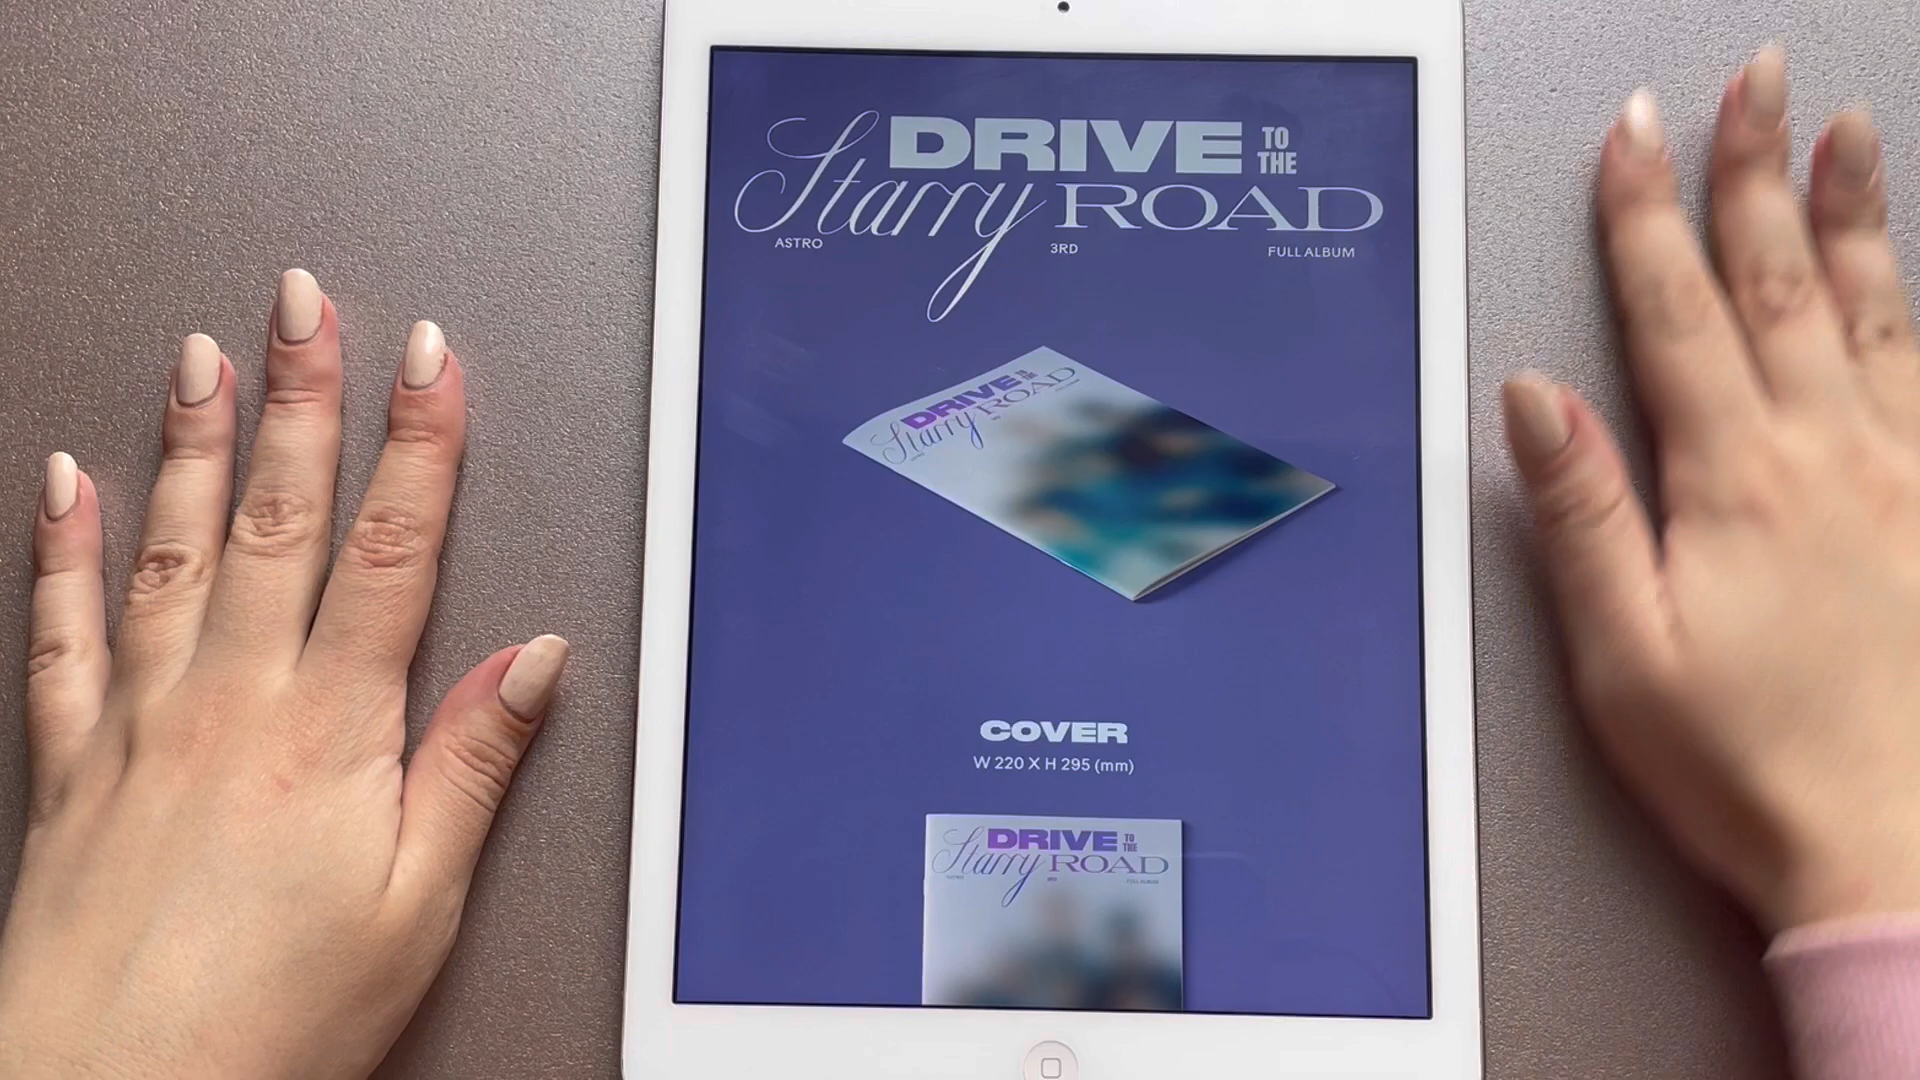 DRIVE TO THE
Starry ROAD
ASTRO 3RD FULL ALBUM
DRIVE TO THE
Starry ROAD
COVER
W 220 X H 295 (mm)
DRIVE TO THE
Starry ROAD
ASTRO 3RD FULL ALBUM